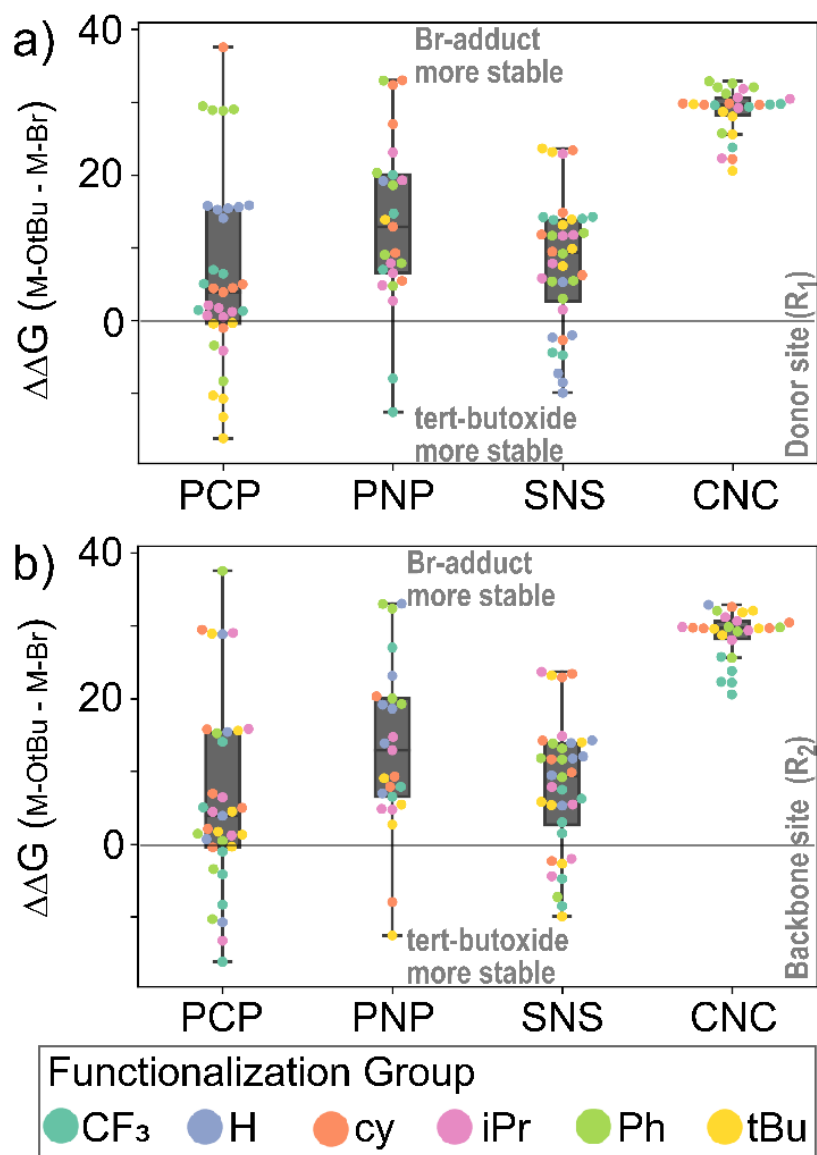 a)
40
20
0
ΔΔG (M-OtBu - M-Br)
Br-adduct
more stable
tert-butoxide
more stable
Donor site (R₁)
PCP PNP SNS CNC
b)
40
20
0
ΔΔG (M-OtBu - M-Br)
Br-adduct
more stable
tert-butoxide
more stable
Backbone site (R₂)
PCP PNP SNS CNC
Functionalization Group
CF₃ H cy iPr Ph tBu